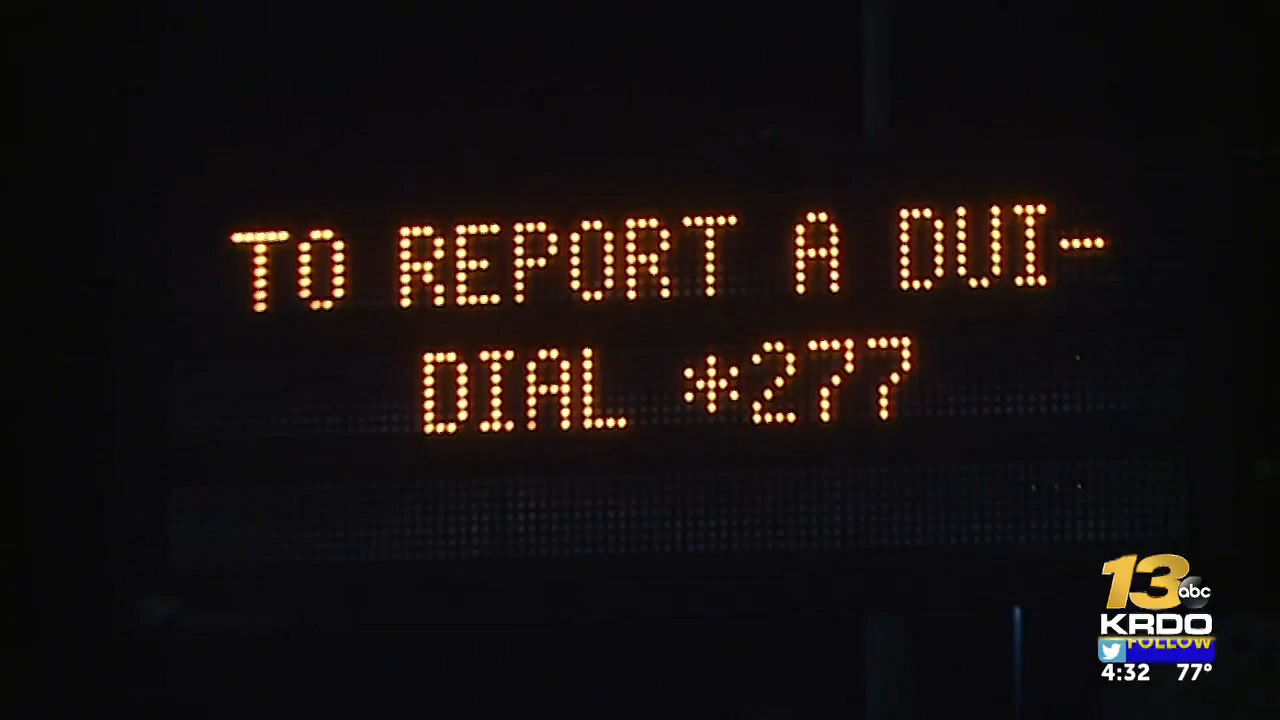 TO REPORT A DUI-
DIAL *277
13
abc
KRDO
FOLLOW
4:32 77°